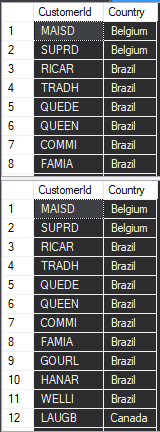 CustomerId Country
1 MAISD Belgium
2 SUPRD Belgium
3 RICAR Brazil
4 TRADH Brazil
5 QUEDE Brazil
6 QUEEN Brazil
7 COMMI Brazil
8 FAMIA Brazil
CustomerId Country
1 MAISD Belgium
2 SUPRD Belgium
3 RICAR Brazil
4 TRADH Brazil
5 QUEDE Brazil
6 QUEEN Brazil
7 COMMI Brazil
8 FAMIA Brazil
9 GOURL Brazil
10 HANAR Brazil
11 WELLI Brazil
12 LAUGB Canada